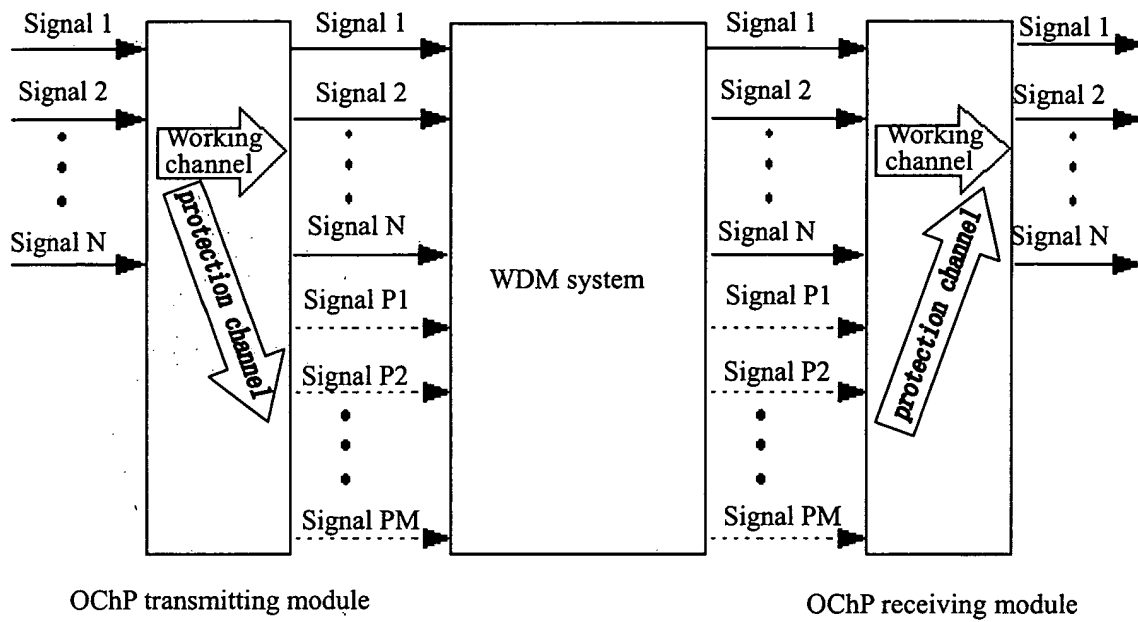 Signal 1
Signal 1
Signal 1
Signal 1
Signal 2
Signal 2
Signal 2
Signal 2
Working
channel
Working
channel
protection channel
protection channel
Signal N
Signal N
Signal N
Signal N
WDM system
Signal P1
Signal P1
Signal P2
Signal P2
Signal PM
Signal PM
OChP transmitting module
OChP receiving module